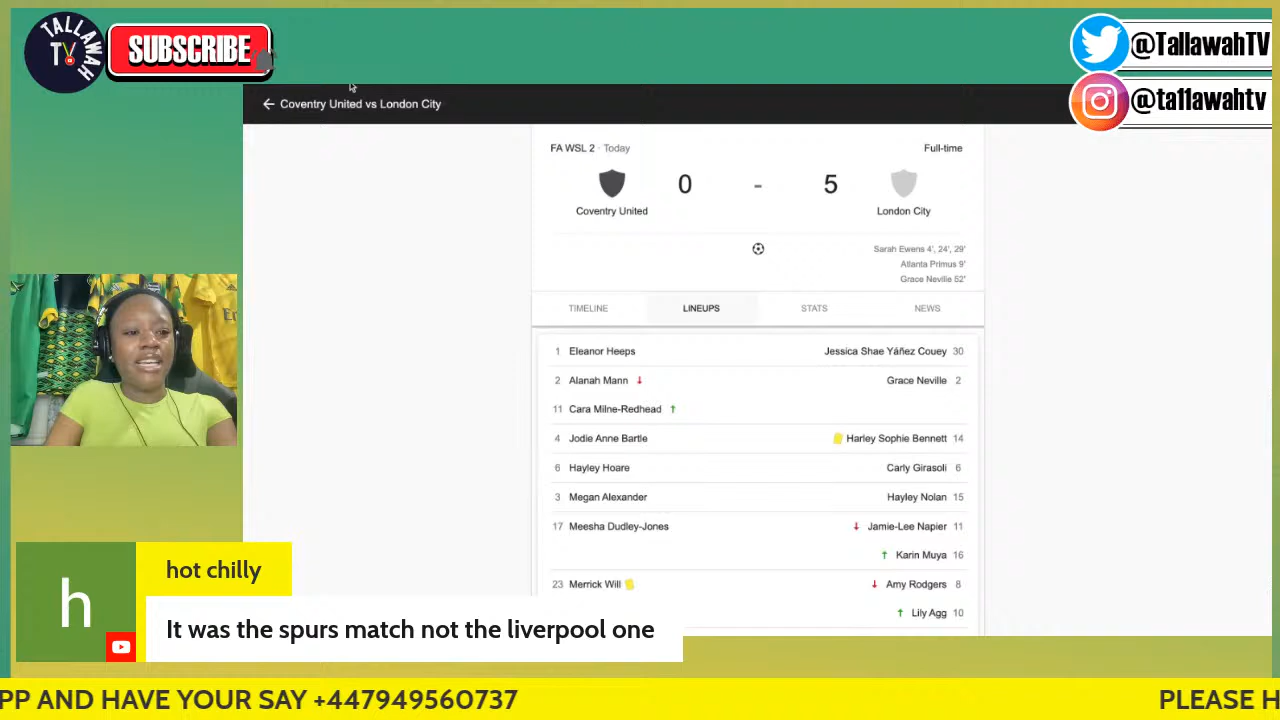 TALLAWAH
TV
SUBSCRIBE
@TallawahTV
@ta11awahtv
Coventry United vs London City
FA WSL 2 · Today
Full-time
0 - 5
Coventry United
London City
Sarah Ewens 4', 24', 29'
Atlanta Primus 9'
Grace Neville 52'
TIMELINE LINEUPS STATS NEWS
1 Eleanor Heeps Jessica Shae Yáñez Couey 30
2 Alanah Mann ↓ Grace Neville 2
11 Cara Milne-Redhead ↑
4 Jodie Anne Bartle Harley Sophie Bennett 14
6 Hayley Hoare Carly Girasoli 6
3 Megan Alexander Hayley Nolan 15
17 Meesha Dudley-Jones ↓ Jamie-Lee Napier 11
↑ Karin Muya 16
23 Merrick Will ↓ Amy Rodgers 8
↑ Lily Agg 10
h
hot chilly
It was the spurs match not the liverpool one
PP AND HAVE YOUR SAY +447949560737
PLEASE H